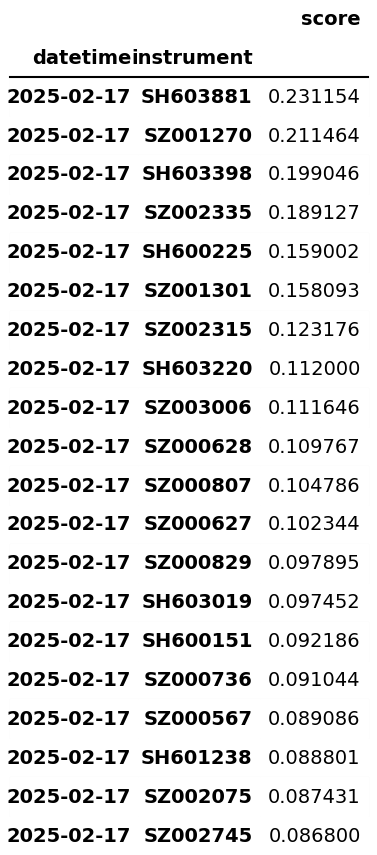 score
datetime instrument
2025-02-17 SH603881 0.231154
2025-02-17 SZ001270 0.211464
2025-02-17 SH603398 0.199046
2025-02-17 SZ002335 0.189127
2025-02-17 SH600225 0.159002
2025-02-17 SZ001301 0.158093
2025-02-17 SZ002315 0.123176
2025-02-17 SH603220 0.112000
2025-02-17 SZ003006 0.111646
2025-02-17 SZ000628 0.109767
2025-02-17 SZ000807 0.104786
2025-02-17 SZ000627 0.102344
2025-02-17 SZ000829 0.097895
2025-02-17 SH603019 0.097452
2025-02-17 SH600151 0.092186
2025-02-17 SZ000736 0.091044
2025-02-17 SZ000567 0.089086
2025-02-17 SH601238 0.088801
2025-02-17 SZ002075 0.087431
2025-02-17 SZ002745 0.086800